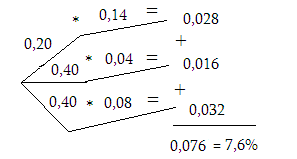 * 0,14 = 0,028
0,20
+
0,40 * 0,04 = 0,016
+
0,40 * 0,08 = 0,032
0,076 = 7,6%